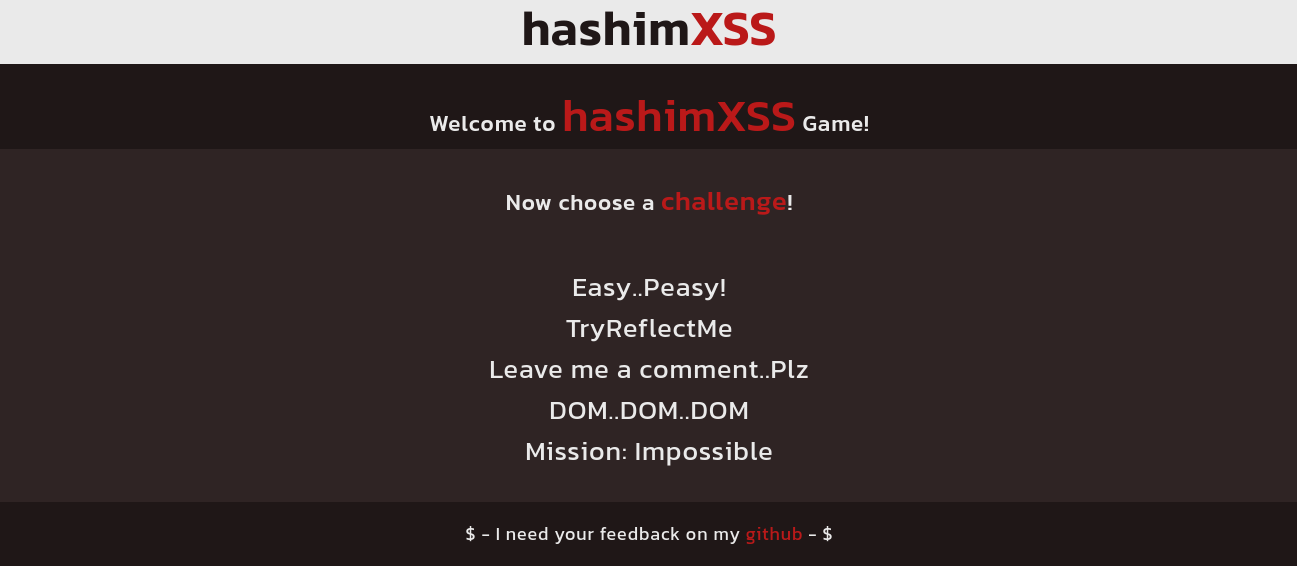 hashimXSS
Welcome to hashimXSS Game!
Now choose a challenge!
Easy..Peasy!
TryReflectMe
Leave me a comment..Plz
DOM..DOM..DOM
Mission: Impossible
$ - I need your feedback on my github - $